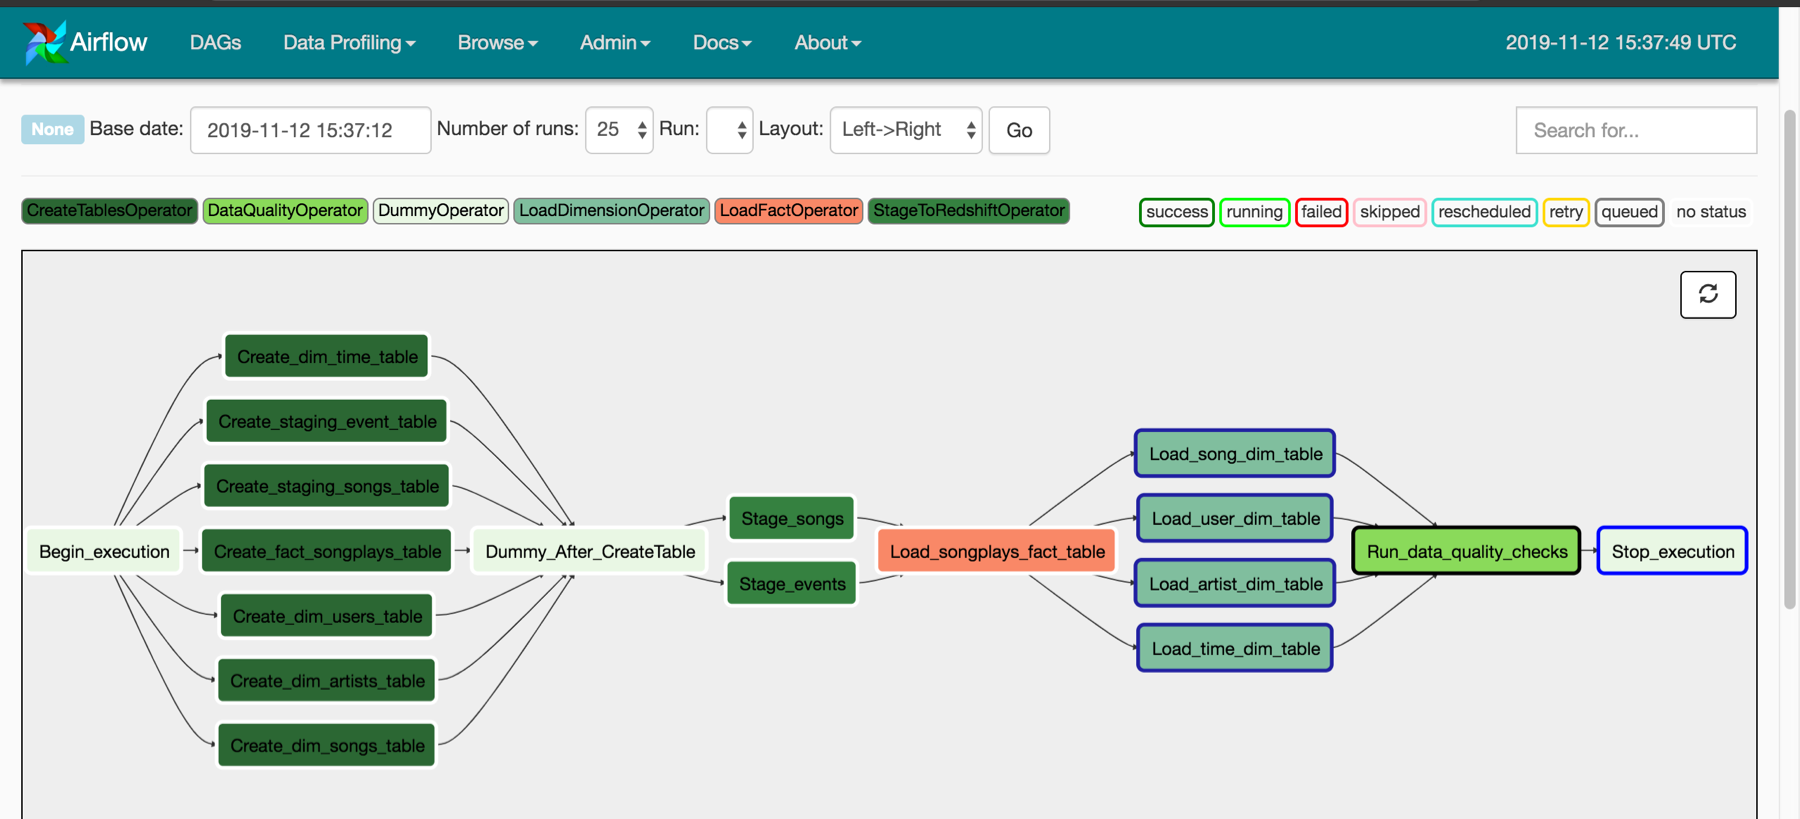 Airflow DAGs Data Profiling Browse Admin Docs About 2019-11-12 15:37:49 UTC
None Base date: 2019-11-12 15:37:12 Number of runs: 25 Run: Layout: Left->Right Go Search for...
CreateTablesOperator DataQualityOperator DummyOperator LoadDimensionOperator LoadFactOperator StageToRedshiftOperator success running failed skipped rescheduled retry queued no status
Create_dim_time_table
Create_staging_event_table
Load_song_dim_table
Create_staging_songs_table
Stage_songs Load_user_dim_table
Begin_execution Create_fact_songplays_table Dummy_After_CreateTable Load_songplays_fact_table Run_data_quality_checks Stop_execution
Stage_events Load_artist_dim_table
Create_dim_users_table
Load_time_dim_table
Create_dim_artists_table
Create_dim_songs_table